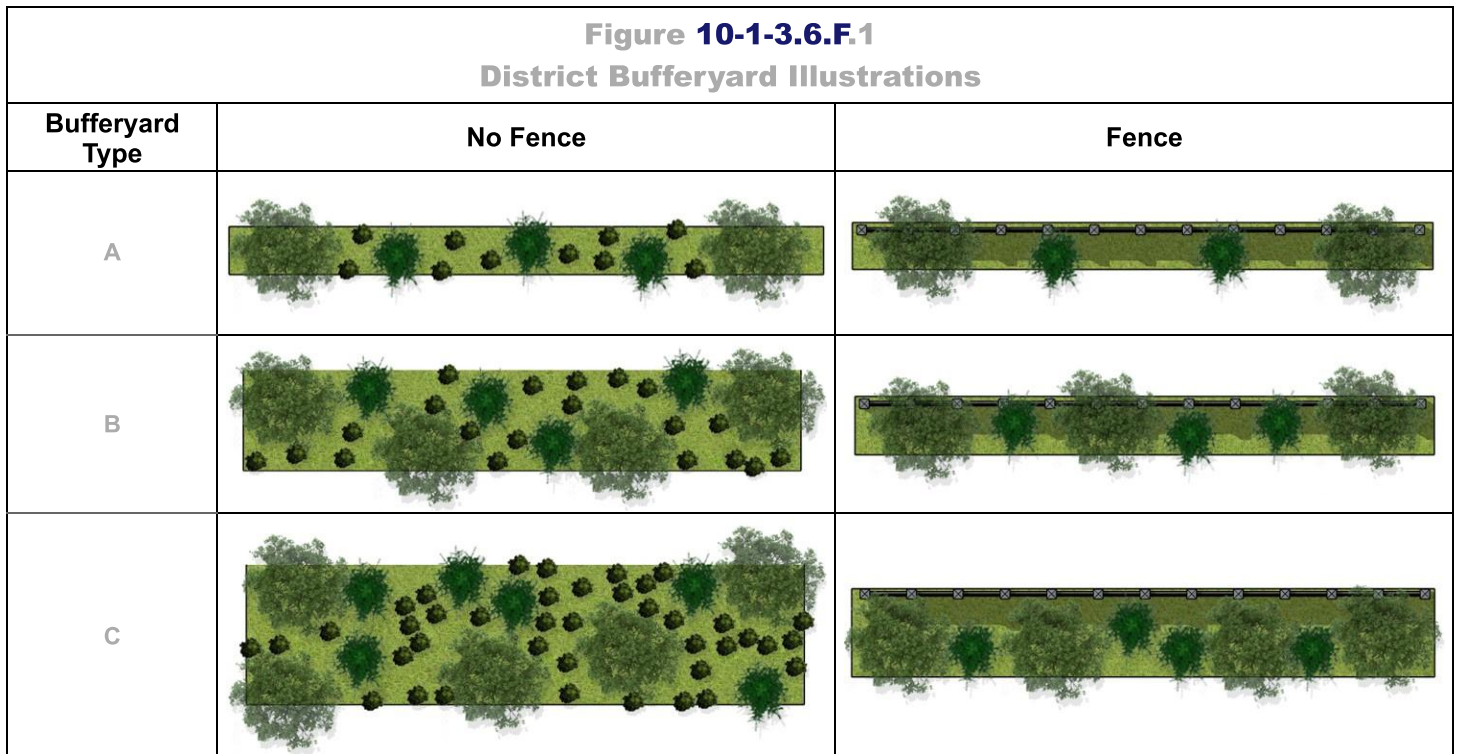 Figure 10-1-3.6.F.1
District Bufferyard Illustrations
Bufferyard
Type
No Fence
Fence
A
B
C